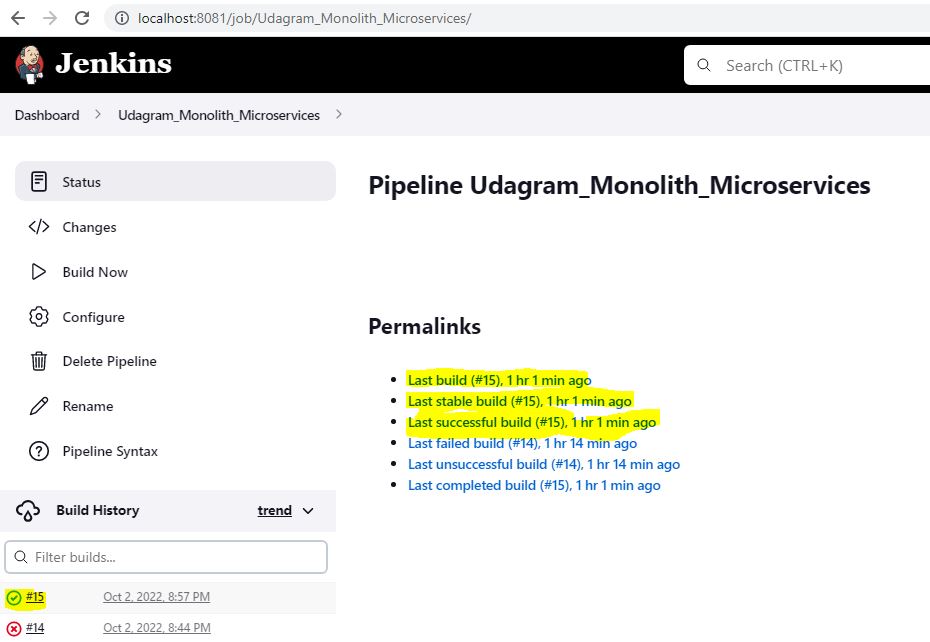 localhost:8081/job/Udagram_Monolith_Microservices/
Jenkins
Search (CTRL+K)
Dashboard
Udagram_Monolith_Microservices
Status
Changes
Build Now
Configure
Delete Pipeline
Rename
Pipeline Syntax
Build History
trend
Filter builds...
#15 Oct 2, 2022, 8:57 PM
#14 Oct 2, 2022, 8:44 PM
Pipeline Udagram_Monolith_Microservices
Permalinks
Last build (#15), 1 hr 1 min ago
Last stable build (#15), 1 hr 1 min ago
Last successful build (#15), 1 hr 1 min ago
Last failed build (#14), 1 hr 14 min ago
Last unsuccessful build (#14), 1 hr 14 min ago
Last completed build (#15), 1 hr 1 min ago